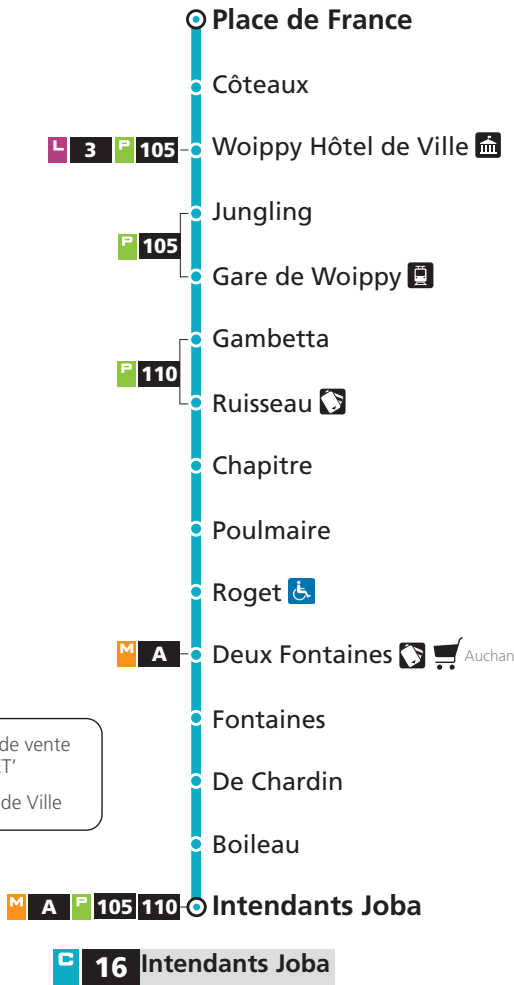 Place de France
Côteaux
L 3 P 105 Woippy Hôtel de Ville
Jungling
P 105
Gare de Woippy
Gambetta
P 110
Ruisseau
Chapitre
Poulmaire
Roget
M A Deux Fontaines Auchan
Fontaines
de vente
ET'
de Ville
De Chardin
Boileau
M A P 105 110 Intendants Joba
C 16 Intendants Joba